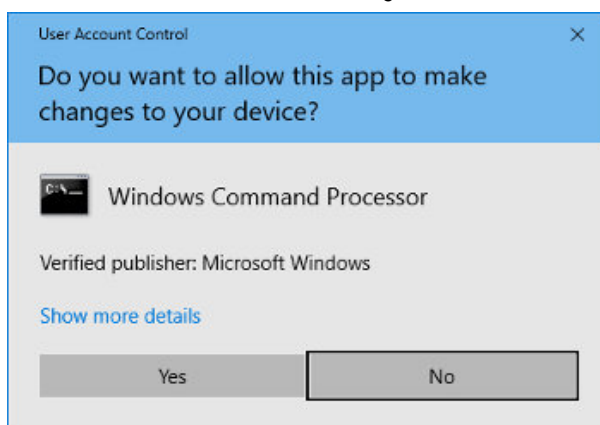 User Account Control
Do you want to allow this app to make
changes to your device?
C:\_
Windows Command Processor
Verified publisher: Microsoft Windows
Show more details
Yes
No